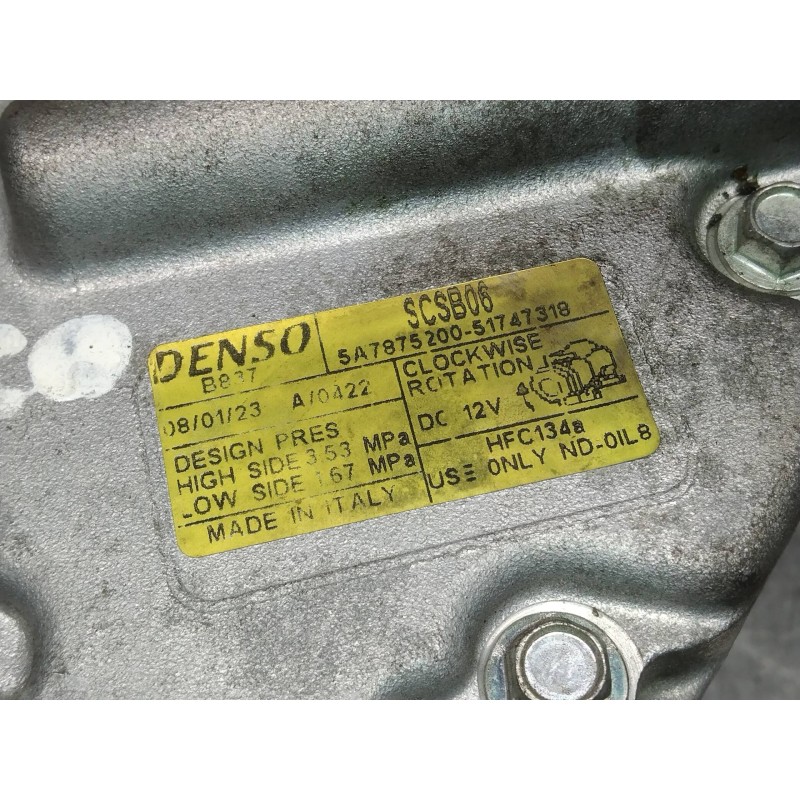 DENSO
B837
SCSB06
5A7875200-51747318
08/01/23 A/0422
CLOCKWISE
ROTATION
DC 12V
DESIGN PRES
HIGH SIDE 3.53 MPa
LOW SIDE 1.67 MPa
HFC134a
USE ONLY ND-OIL8
MADE IN ITALY